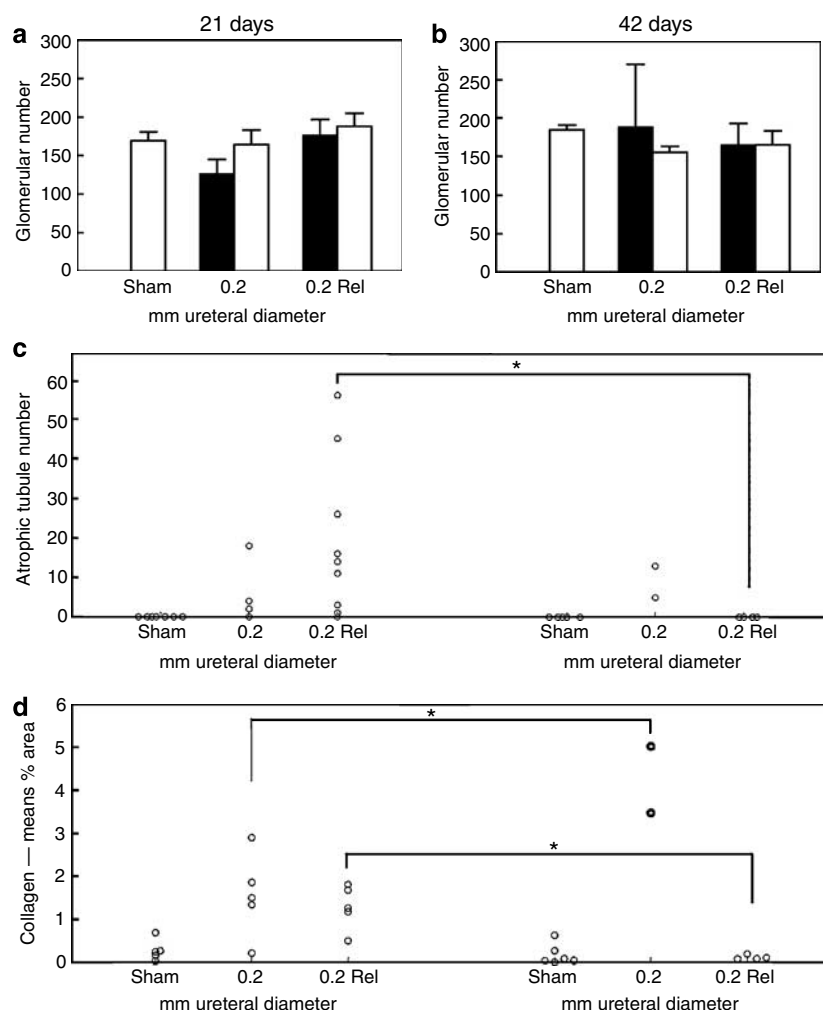 a
21 days
300
250
200
150
100
50
0
Glomerular number
Sham 0.2 0.2 Rel
mm ureteral diameter
b
42 days
300
250
200
150
100
50
0
Glomerular number
Sham 0.2 0.2 Rel
mm ureteral diameter
c
60
50
40
30
20
10
0
Atrophic tubule number
*
Sham 0.2 0.2 Rel Sham 0.2 0.2 Rel
mm ureteral diameter mm ureteral diameter
d
6
5
4
3
2
1
0
Collagen — means % area
*
*
Sham 0.2 0.2 Rel Sham 0.2 0.2 Rel
mm ureteral diameter mm ureteral diameter